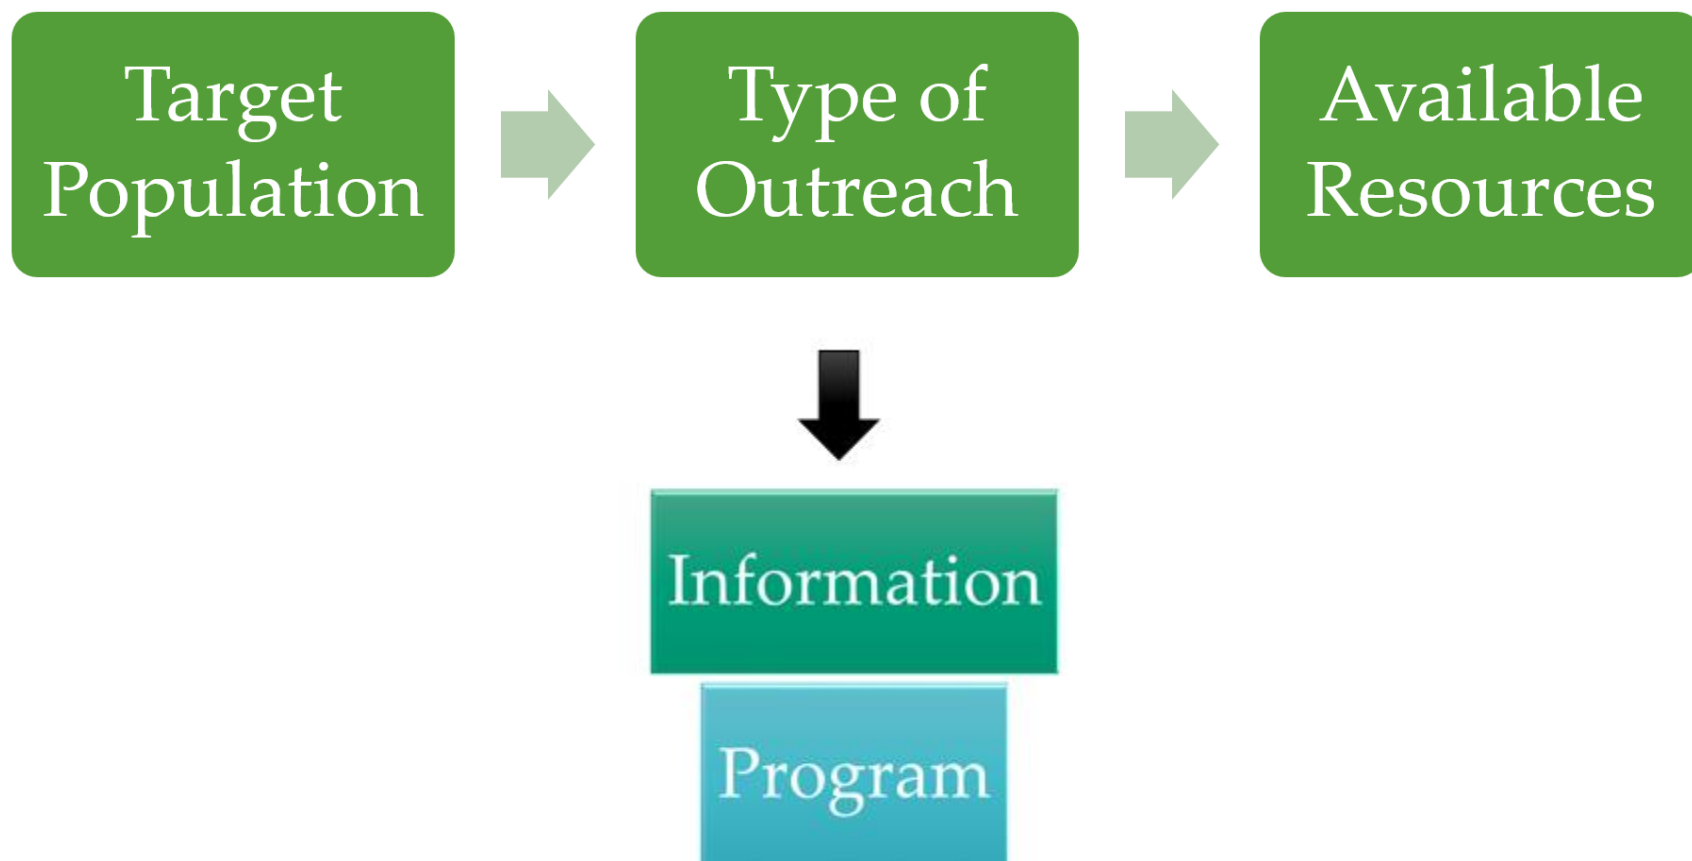 Target
Population
Type of
Outreach
Available
Resources
Information
Program